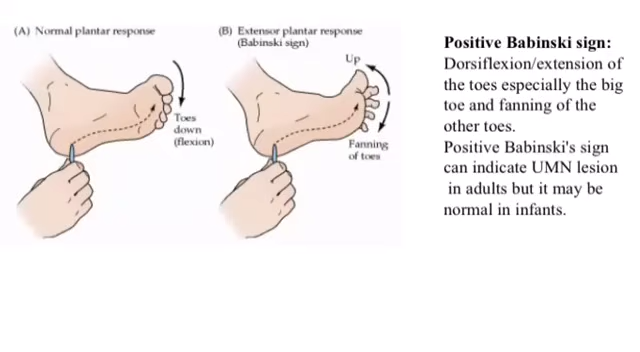 (A) Normal plantar response
(B) Extensor plantar response
(Babinski sign)
Toes
down
(flexion)
Up
Fanning
of toes
Positive Babinski sign:
Dorsiflexion/extension of
the toes especially the big
toe and fanning of the
other toes.
Positive Babinski's sign
can indicate UMN lesion
in adults but it may be
normal in infants.